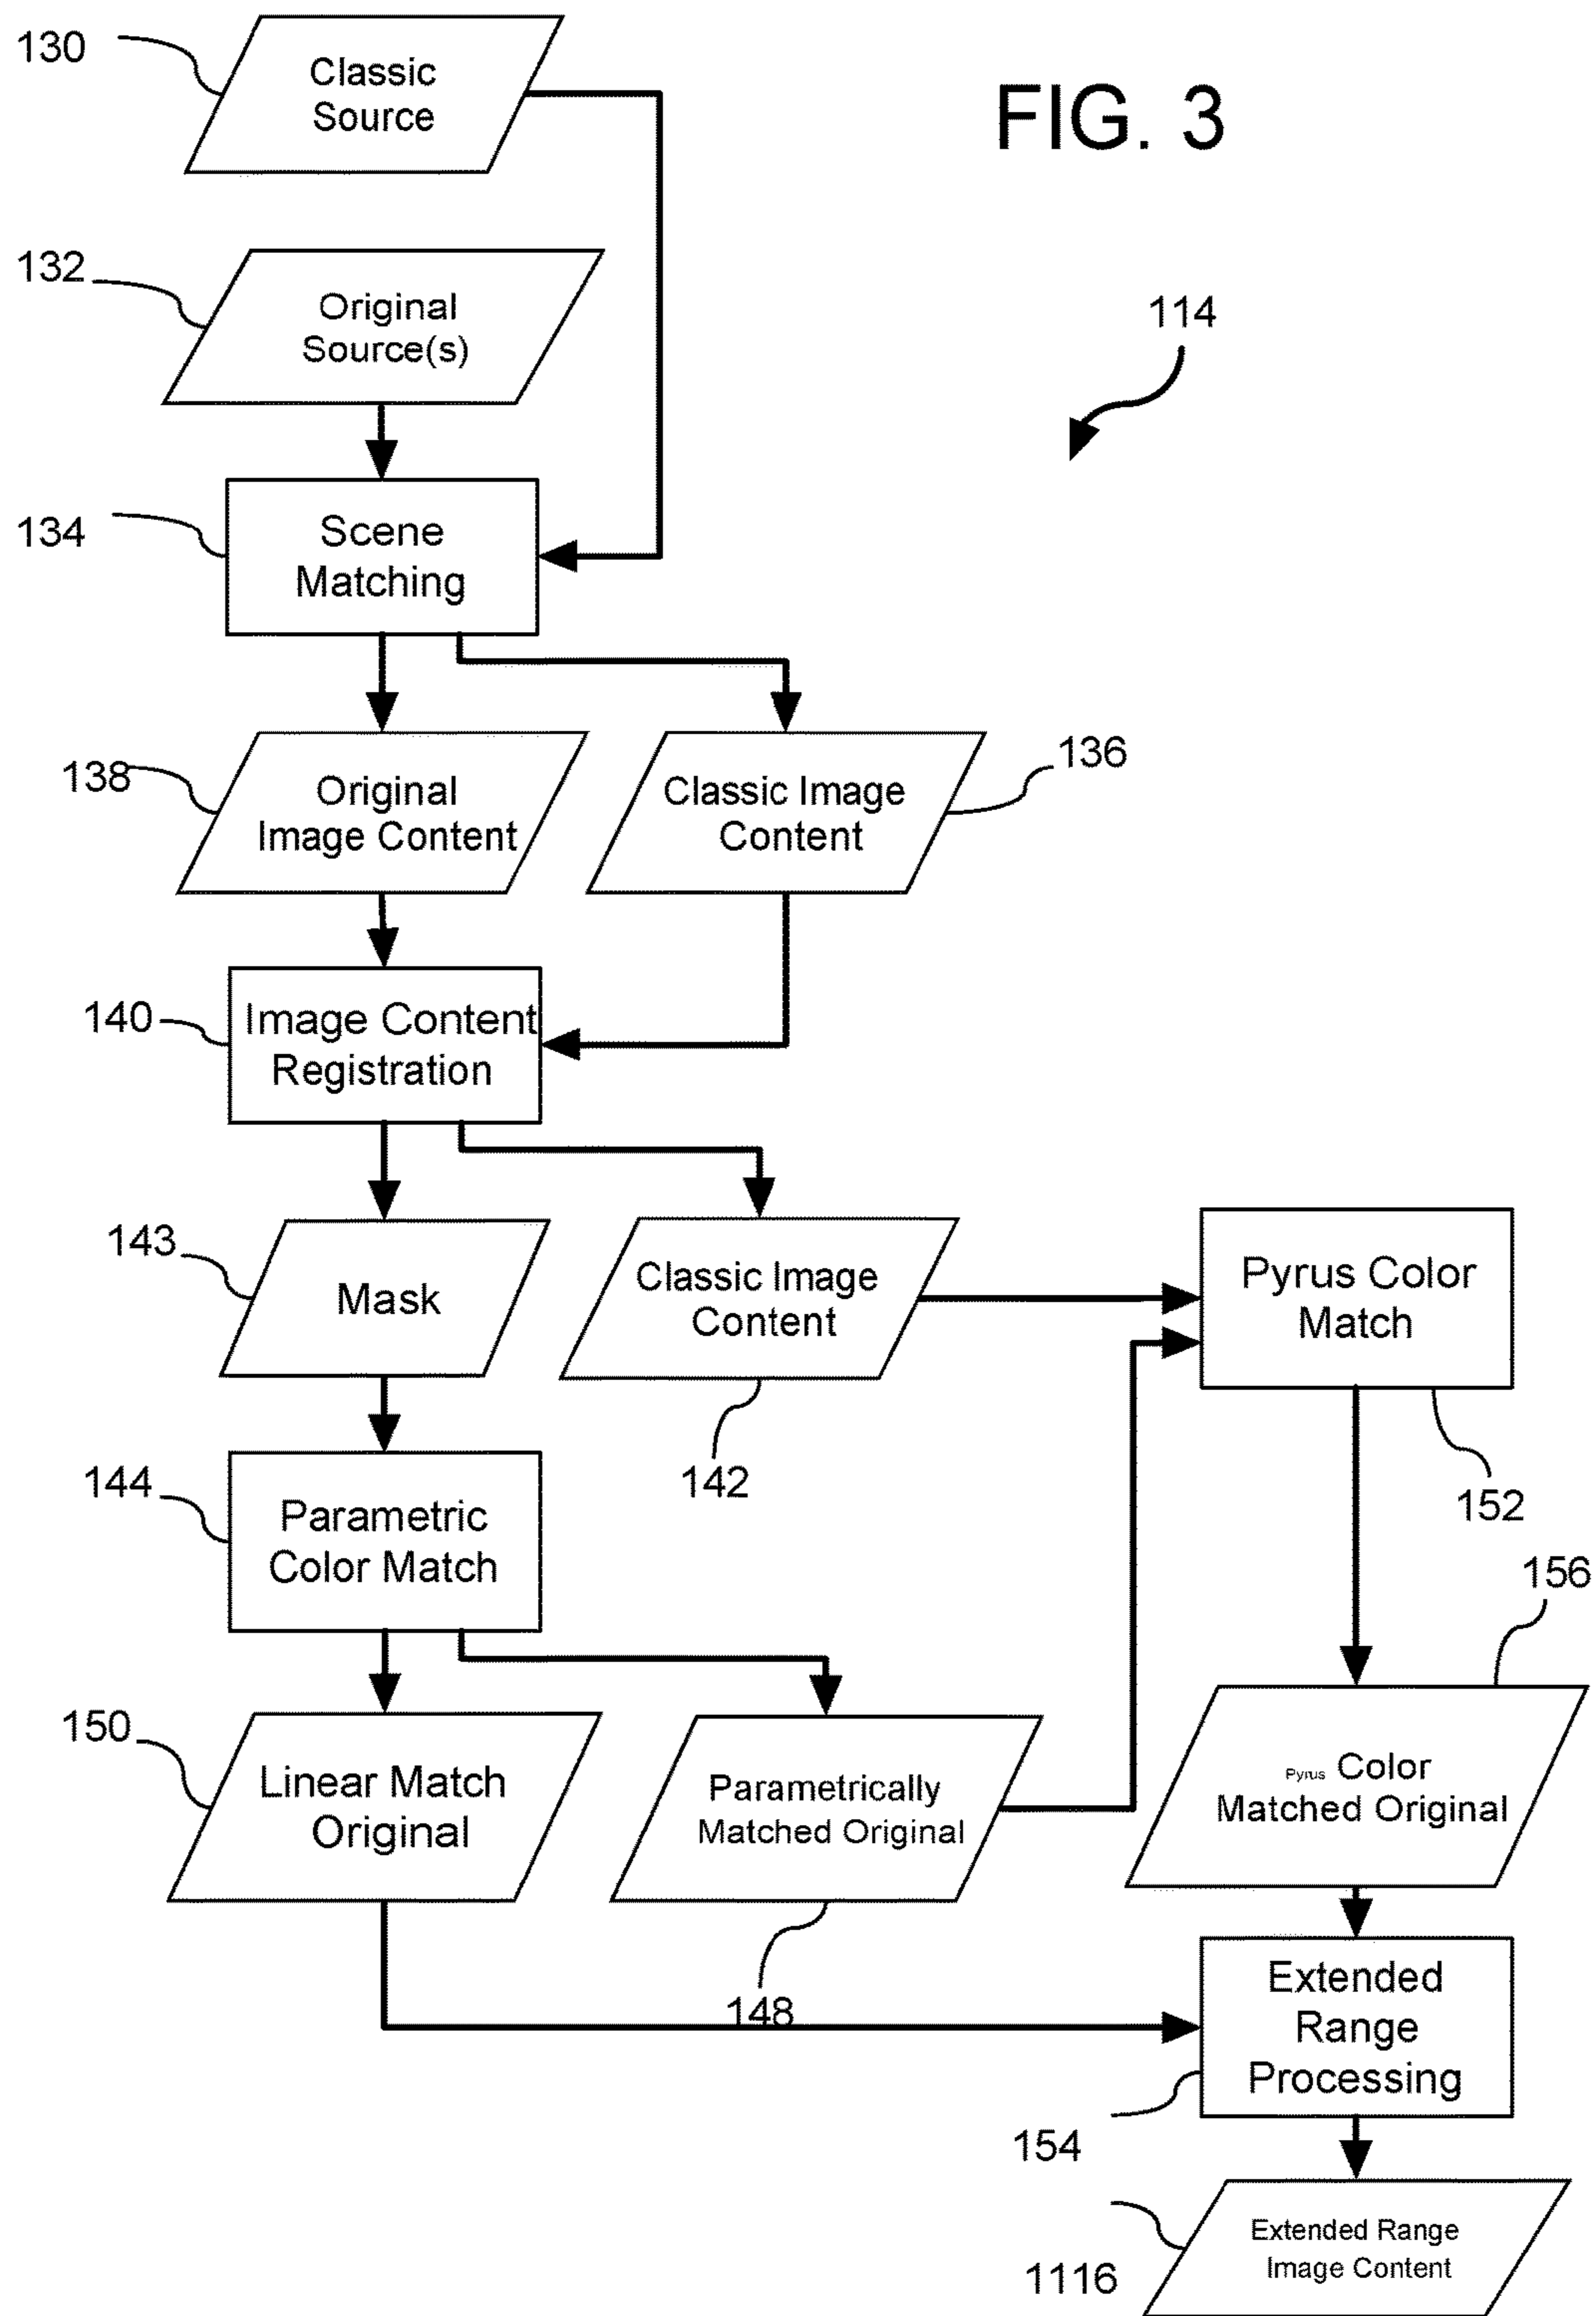 130
Classic
Source
FIG. 3
132
Original
Source(s)
114
134
Scene
Matching
138
Original
Image Content
Classic Image
Content
136
140
Image Content
Registration
143
Mask
Classic Image
Content
142
Pyrus Color
Match
152
144
Parametric
Color Match
156
150
Linear Match
Original
Parametrically
Matched Original
148
Pyrus Color
Matched Original
Extended
Range
Processing
154
Extended Range
Image Content
1116